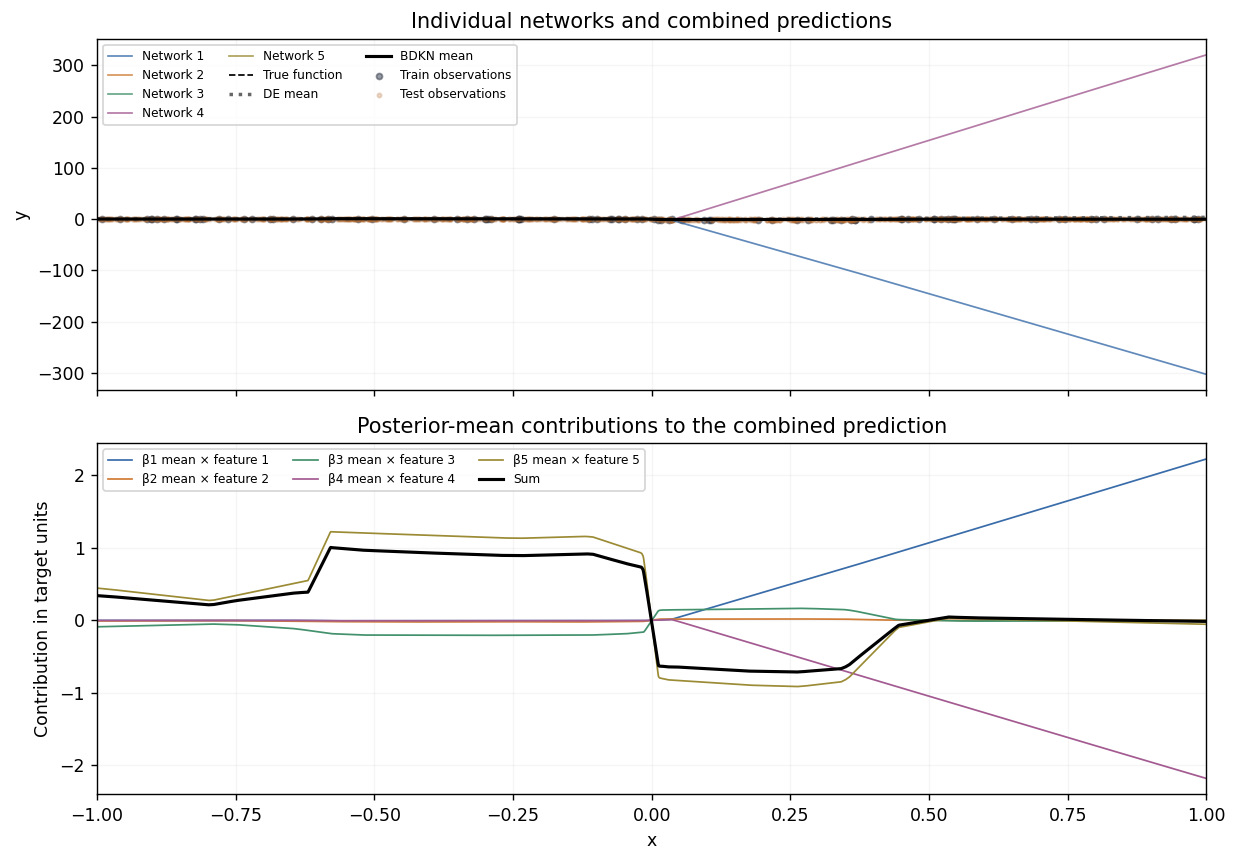 Individual networks and combined predictions
Network 1
Network 2
Network 3
Network 4
Network 5
True function
DE mean
BDKN mean
Train observations
Test observations
300
200
100
0
−100
−200
−300
y
Posterior-mean contributions to the combined prediction
β1 mean × feature 1
β2 mean × feature 2
β3 mean × feature 3
β4 mean × feature 4
β5 mean × feature 5
Sum
2
1
0
−1
−2
Contribution in target units
−1.00 −0.75 −0.50 −0.25 0.00 0.25 0.50 0.75 1.00
x